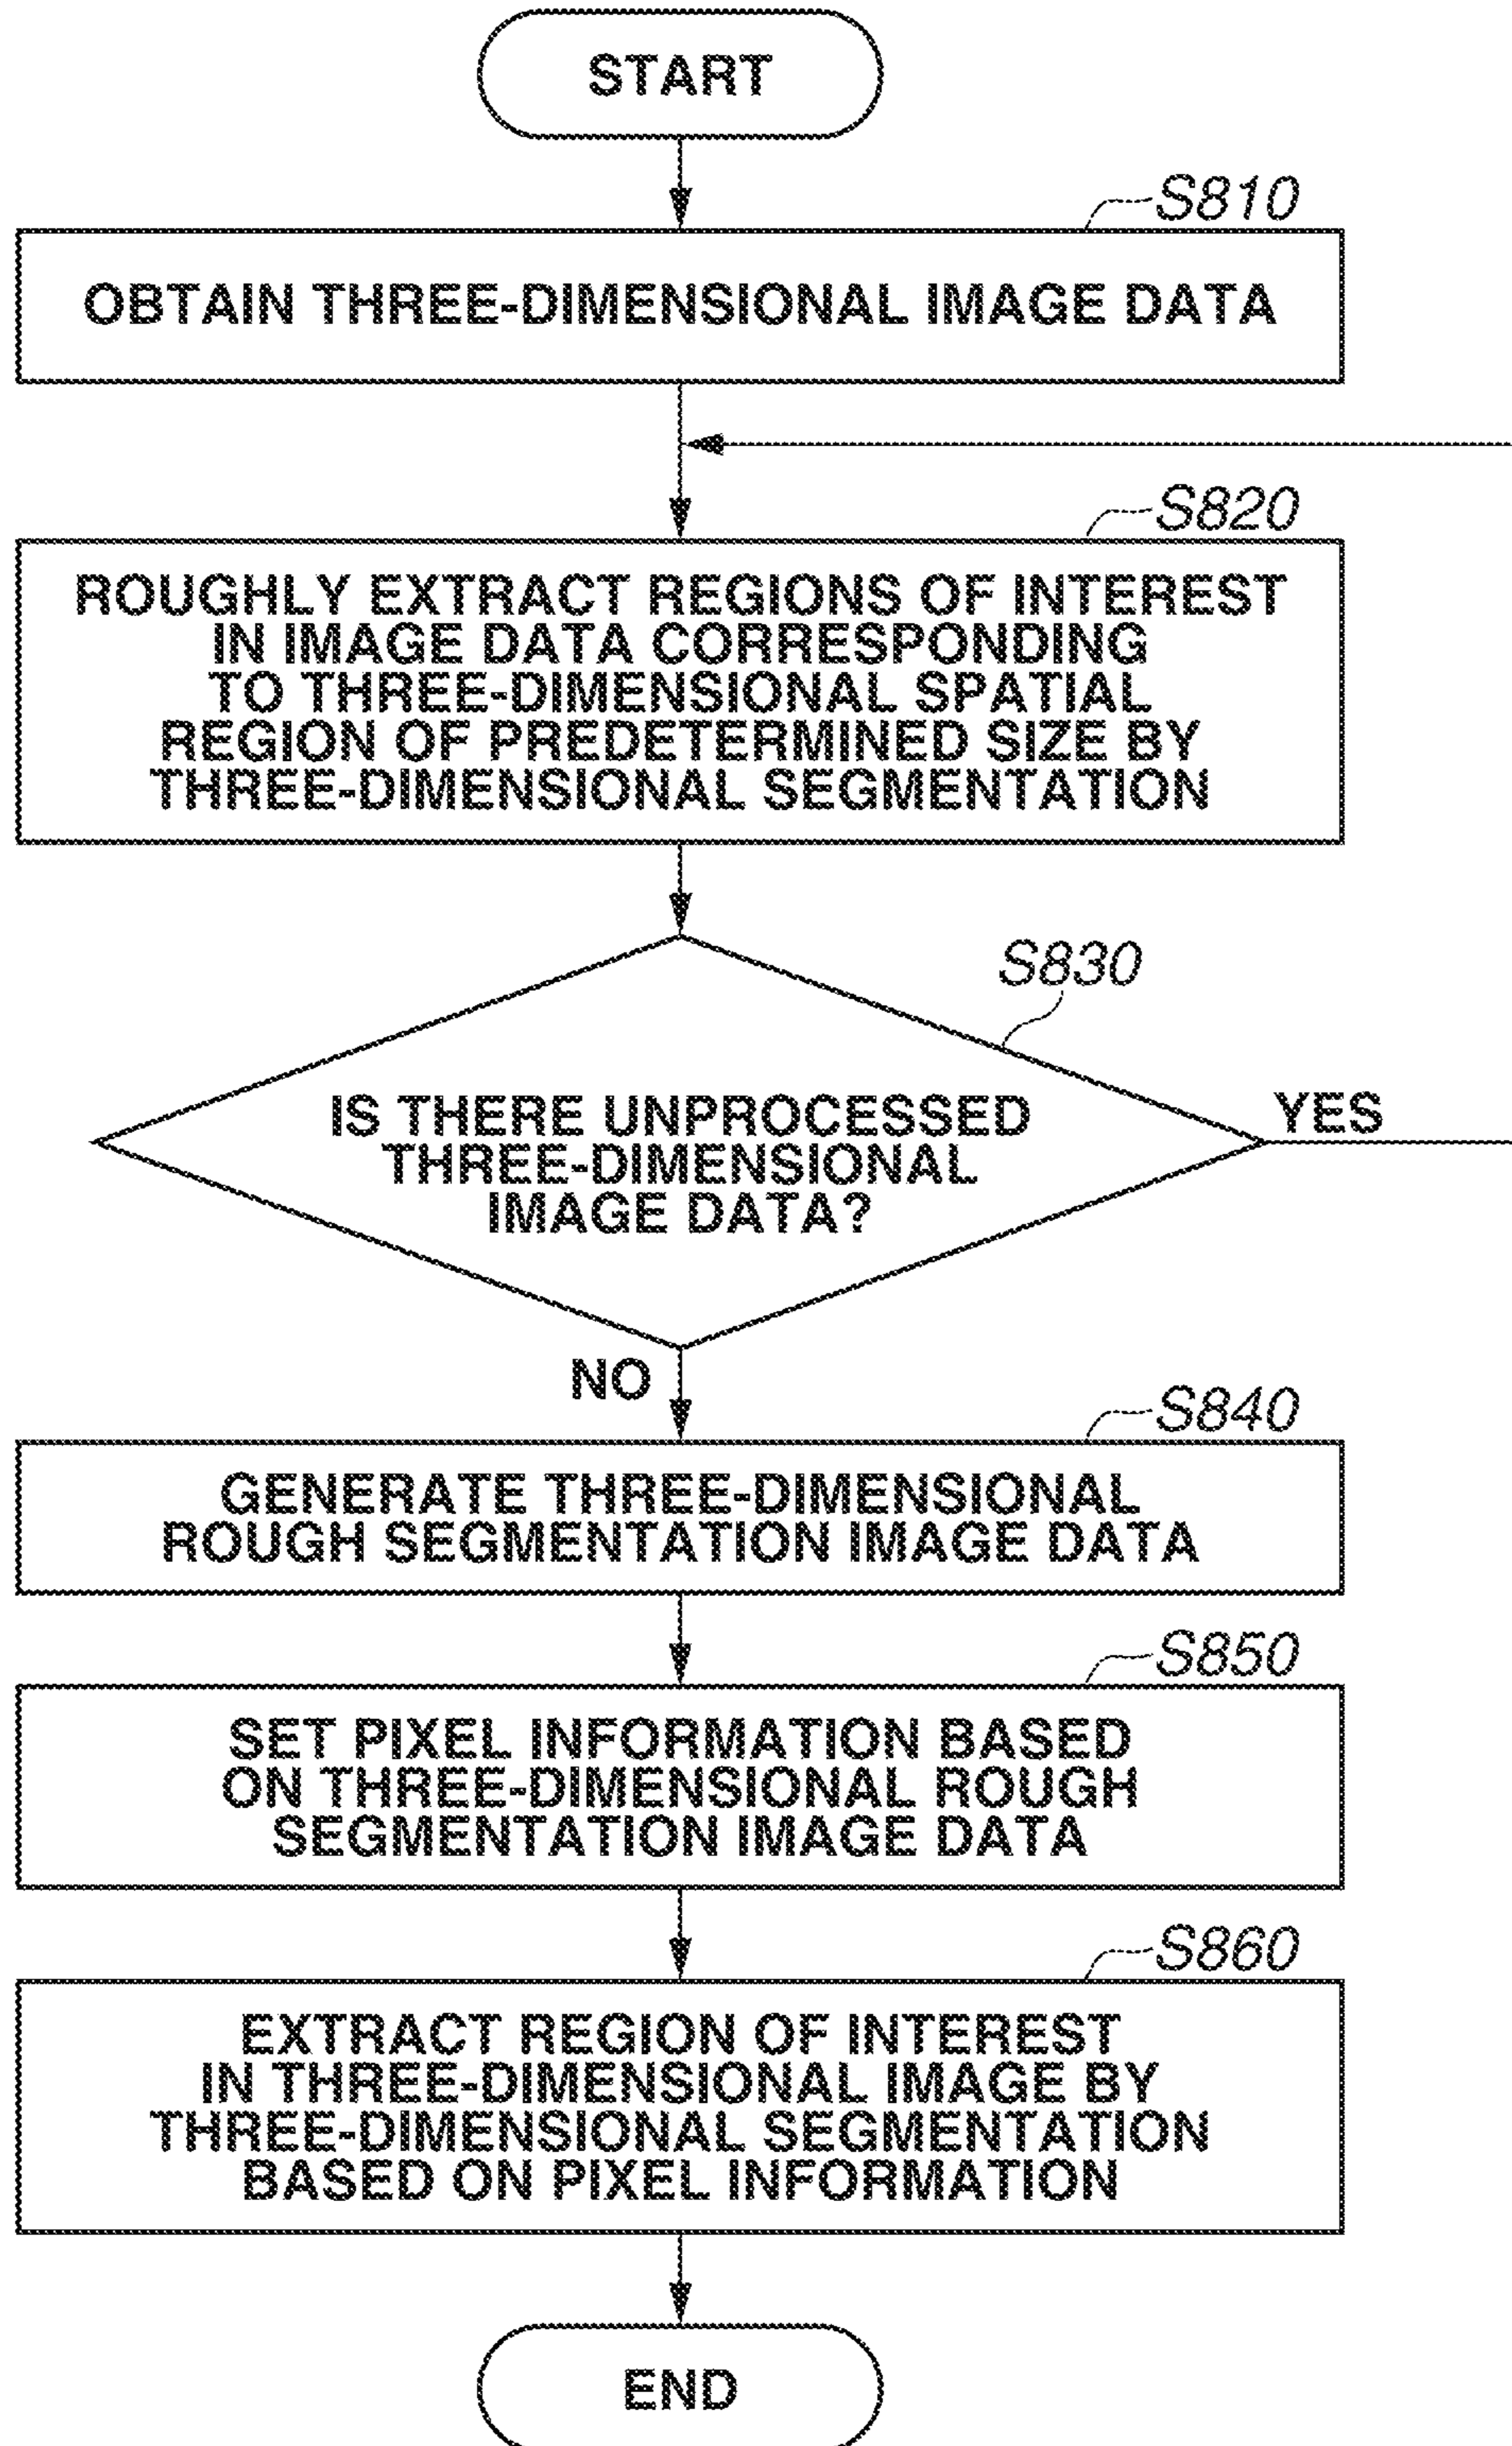 START
S810
OBTAIN THREE-DIMENSIONAL IMAGE DATA
S820
ROUGHLY EXTRACT REGIONS OF INTEREST
IN IMAGE DATA CORRESPONDING
TO THREE-DIMENSIONAL SPATIAL
REGION OF PREDETERMINED SIZE BY
THREE-DIMENSIONAL SEGMENTATION
S830
IS THERE UNPROCESSED
THREE-DIMENSIONAL
IMAGE DATA?
YES
NO
S840
GENERATE THREE-DIMENSIONAL
ROUGH SEGMENTATION IMAGE DATA
S850
SET PIXEL INFORMATION BASED
ON THREE-DIMENSIONAL ROUGH
SEGMENTATION IMAGE DATA
S860
EXTRACT REGION OF INTEREST
IN THREE-DIMENSIONAL IMAGE BY
THREE-DIMENSIONAL SEGMENTATION
BASED ON PIXEL INFORMATION
END